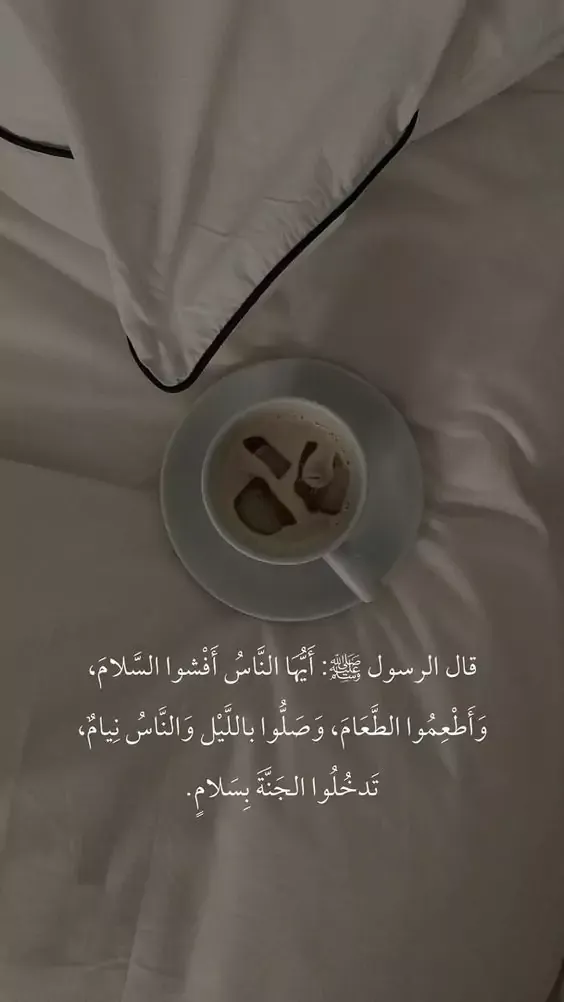 قال الرسول ﷺ: أَيُّهَا النَّاسُ أَفْشوا السَّلامَ،
وَأَطْعِمُوا الطَّعَامَ، وَصَلُّوا باللَّيْل وَالنَّاسُ نِيامٌ،
تَدخُلُوا الجَنَّةَ بِسَلامٍ.